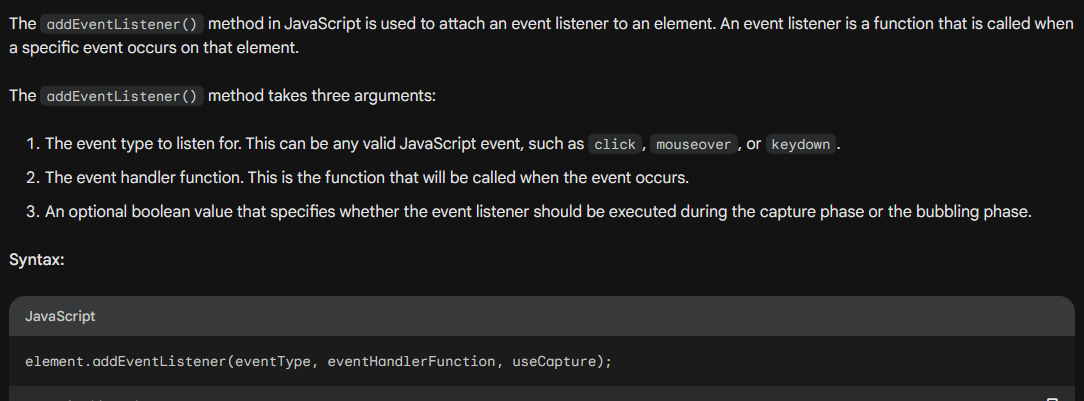 The addEventListener() method in JavaScript is used to attach an event listener to an element. An event listener is a function that is called when
a specific event occurs on that element.
The addEventListener() method takes three arguments:
1. The event type to listen for. This can be any valid JavaScript event, such as click, mouseover, or keydown.
2. The event handler function. This is the function that will be called when the event occurs.
3. An optional boolean value that specifies whether the event listener should be executed during the capture phase or the bubbling phase.
Syntax:
JavaScript
element.addEventListener(eventType, eventHandlerFunction, useCapture);